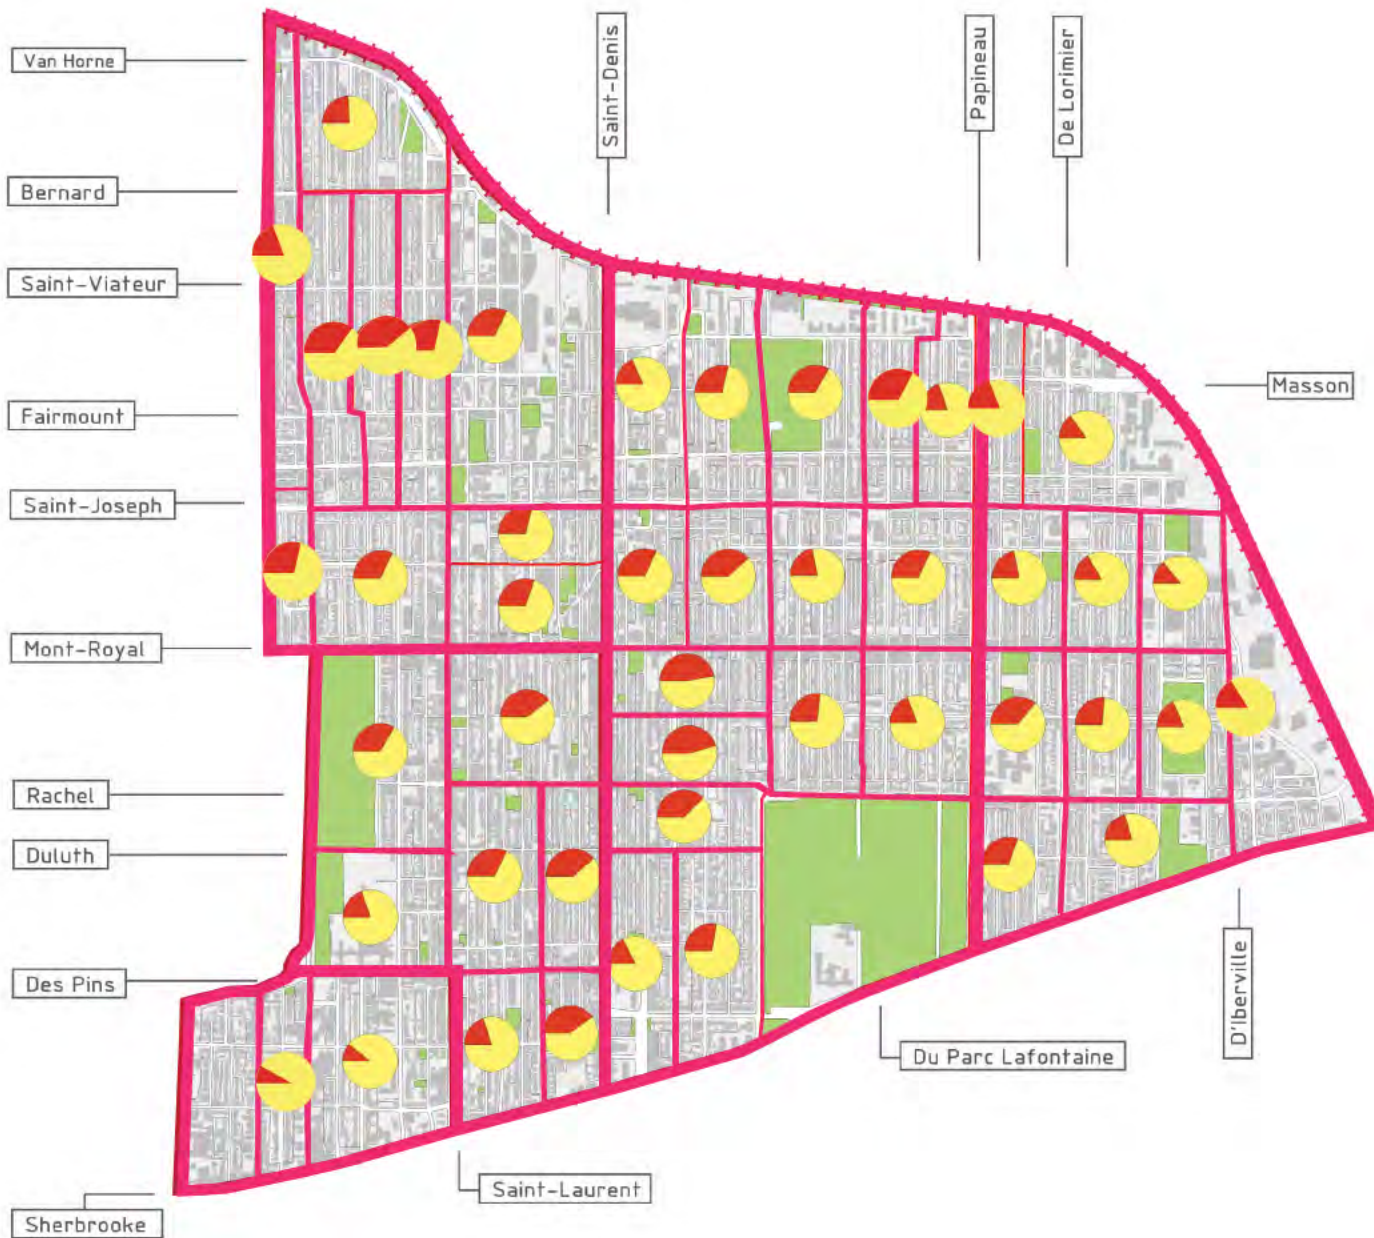 Van Horne
Saint-Denis
Papineau
De Lorimier
Bernard
Saint-Viateur
Masson
Fairmount
Saint-Joseph
Mont-Royal
Rachel
Duluth
Des Pins
D'Iberville
Du Parc Lafontaine
Saint-Laurent
Sherbrooke